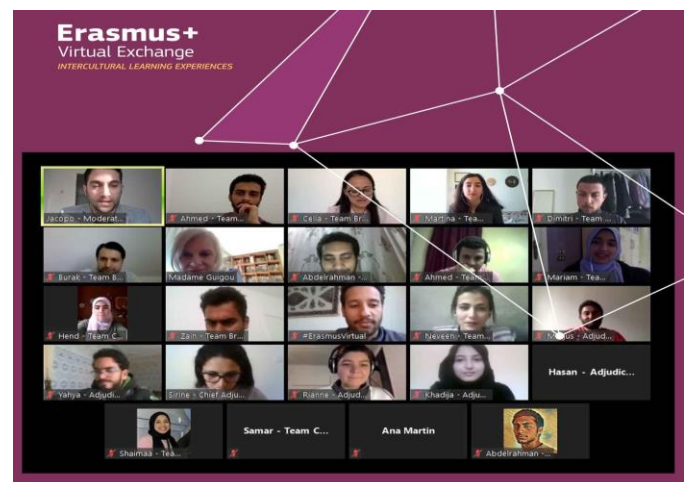 Erasmus+
Virtual Exchange
INTERCULTURAL LEARNING EXPERIENCES
Jacopo - Moderat...
Ahmed - Team...
Celia - Team Br...
Martina - Tea...
Dimitri - Team ...
Burak - Team B...
Madame Guigou
Abdelrahman -...
Ahmed - Team...
Mariam - Tea...
Hend - Team C...
Zain - Team Br...
#ErasmusVirtual
Neveen - Team...
- Adjud...
Yahya - Adjudi...
Sirine - Chief Adju...
Rianne - Adjud...
Khadija - Adju...
Hasan - Adjudic...
Shaimaa - Tea...
Samar - Team C...
Ana Martin
Abdelrahman -...